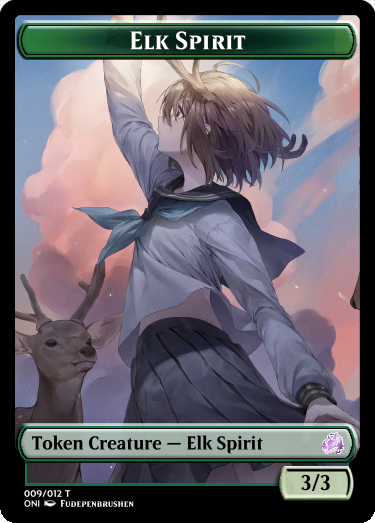 Elk Spirit
Token Creature — Elk Spirit
3/3
009/012 T
ONI Fudepenbrushen